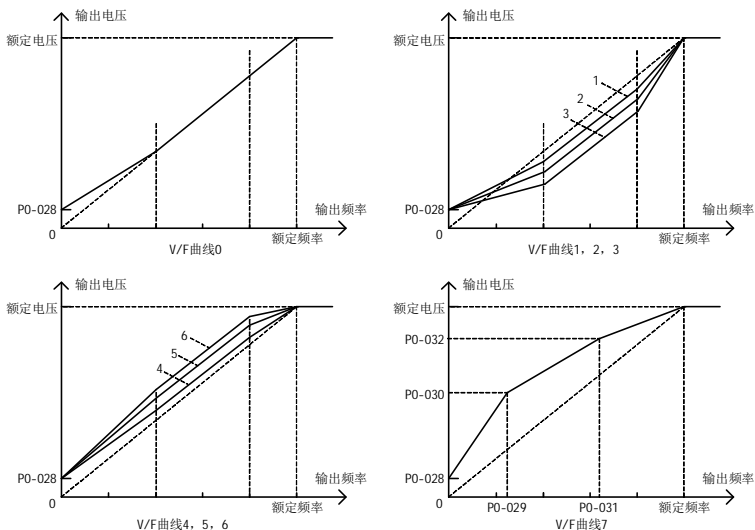 输出电压
额定电压
P0-028
0
输出频率
额定频率
V/F曲线0
输出电压
额定电压
1
2
3
P0-028
0
输出频率
额定频率
V/F曲线1, 2, 3
输出电压
额定电压
6
5
4
P0-028
0
输出频率
额定频率
V/F曲线4, 5, 6
输出电压
额定电压
P0-032
P0-030
P0-028
0
输出频率
P0-029
P0-031
额定频率
V/F曲线7